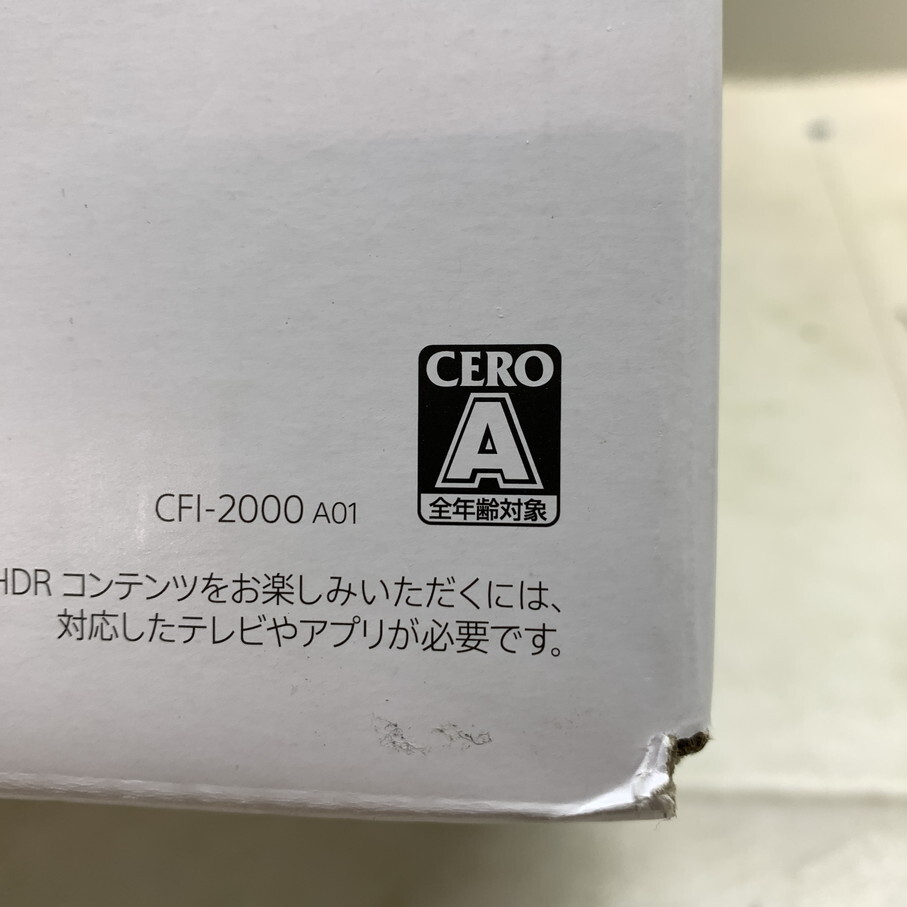 CERO
A
全年齢対象
CFI-2000 A01
HDR コンテンツをお楽しみいただくには、
対応したテレビやアプリが必要です。